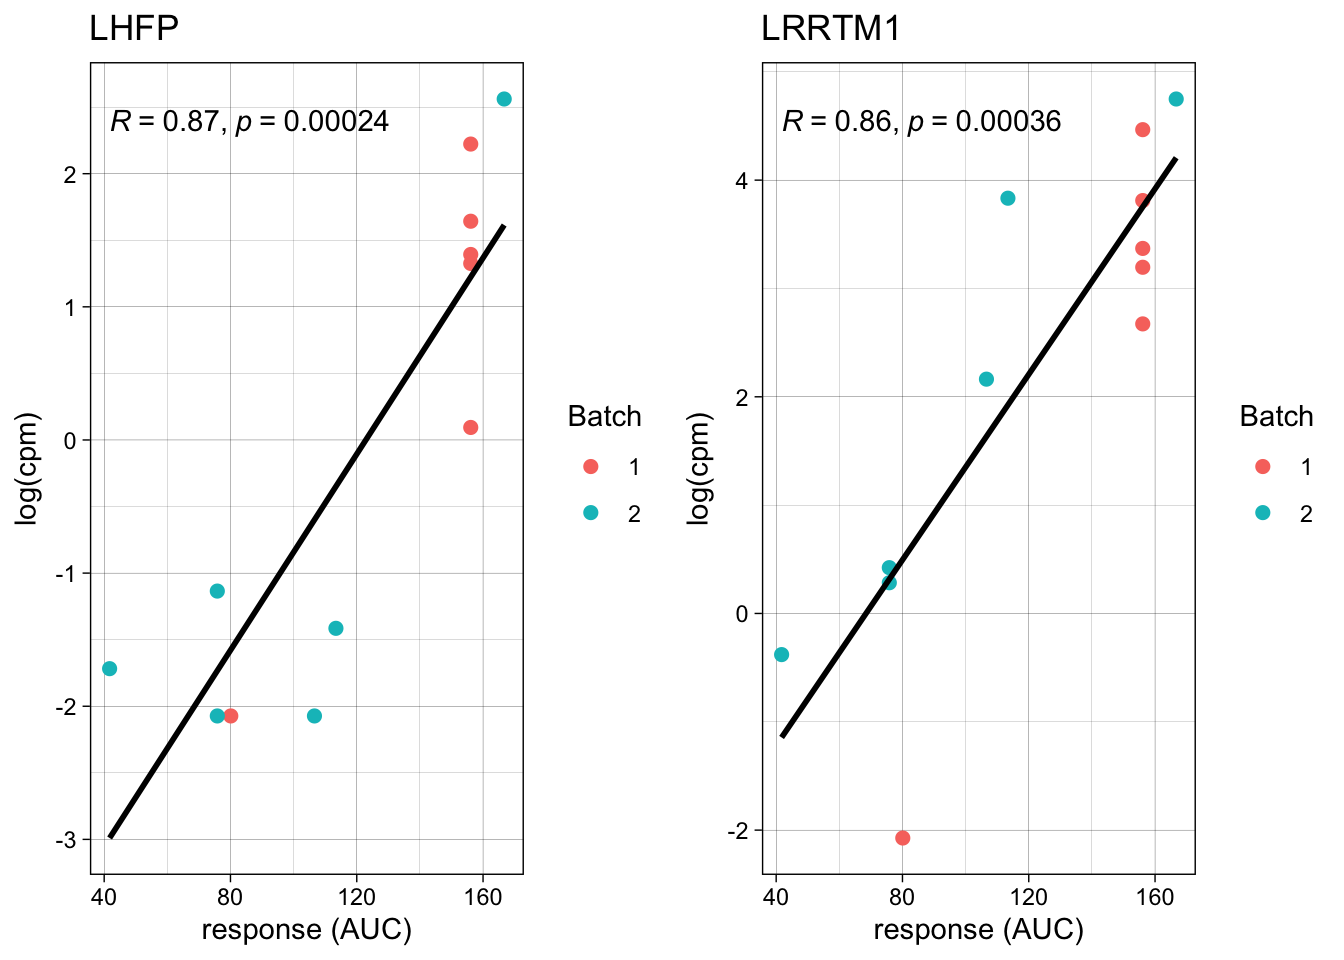 LHFP
R = 0.87, p = 0.00024
2
1
0
-1
-2
-3
log(cpm)
40 80 120 160
response (AUC)
Batch
1
2
LRRTM1
R = 0.86, p = 0.00036
4
2
0
-2
log(cpm)
40 80 120 160
response (AUC)
Batch
1
2